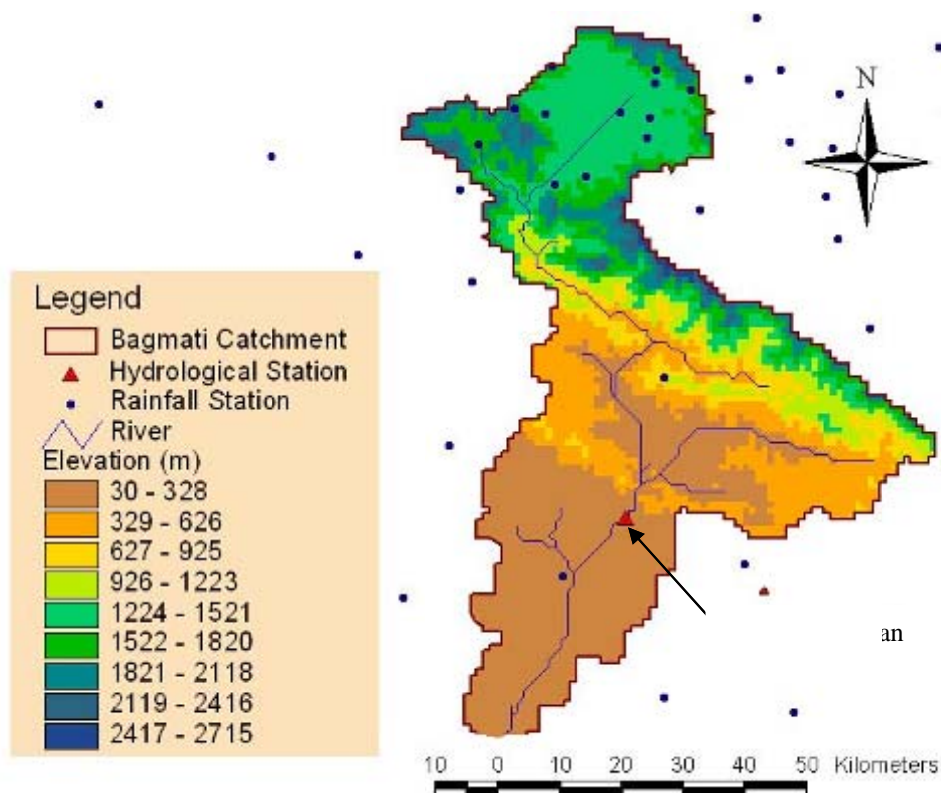 N
Legend
Bagmati Catchment
Hydrological Station
Rainfall Station
River
Elevation (m)
30 - 328
329 - 626
627 - 925
926 - 1223
1224 - 1521
1522 - 1820
1821 - 2118
2119 - 2416
2417 - 2715
an
10 0 10 20 30 40 50 Kilometers